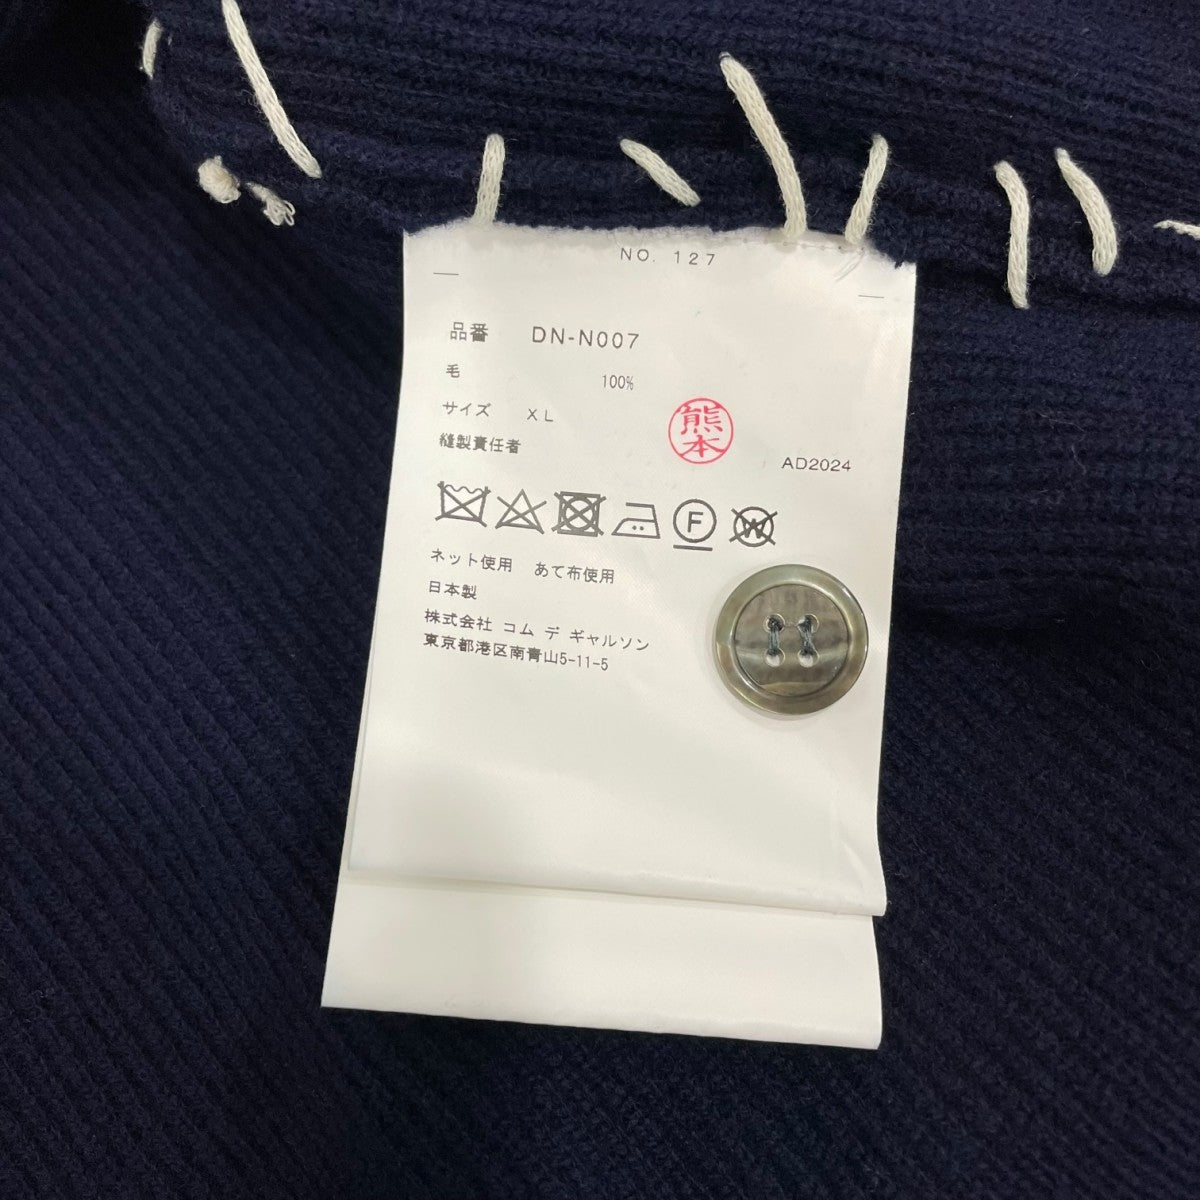 NO. 127
品番 DN-N007
毛 100%
サイズ XL
縫製責任者
熊本
AD2024
F W
ネット使用 あて布使用
日本製
株式会社 コム デ ギャルソン
東京都港区南青山5-11-5